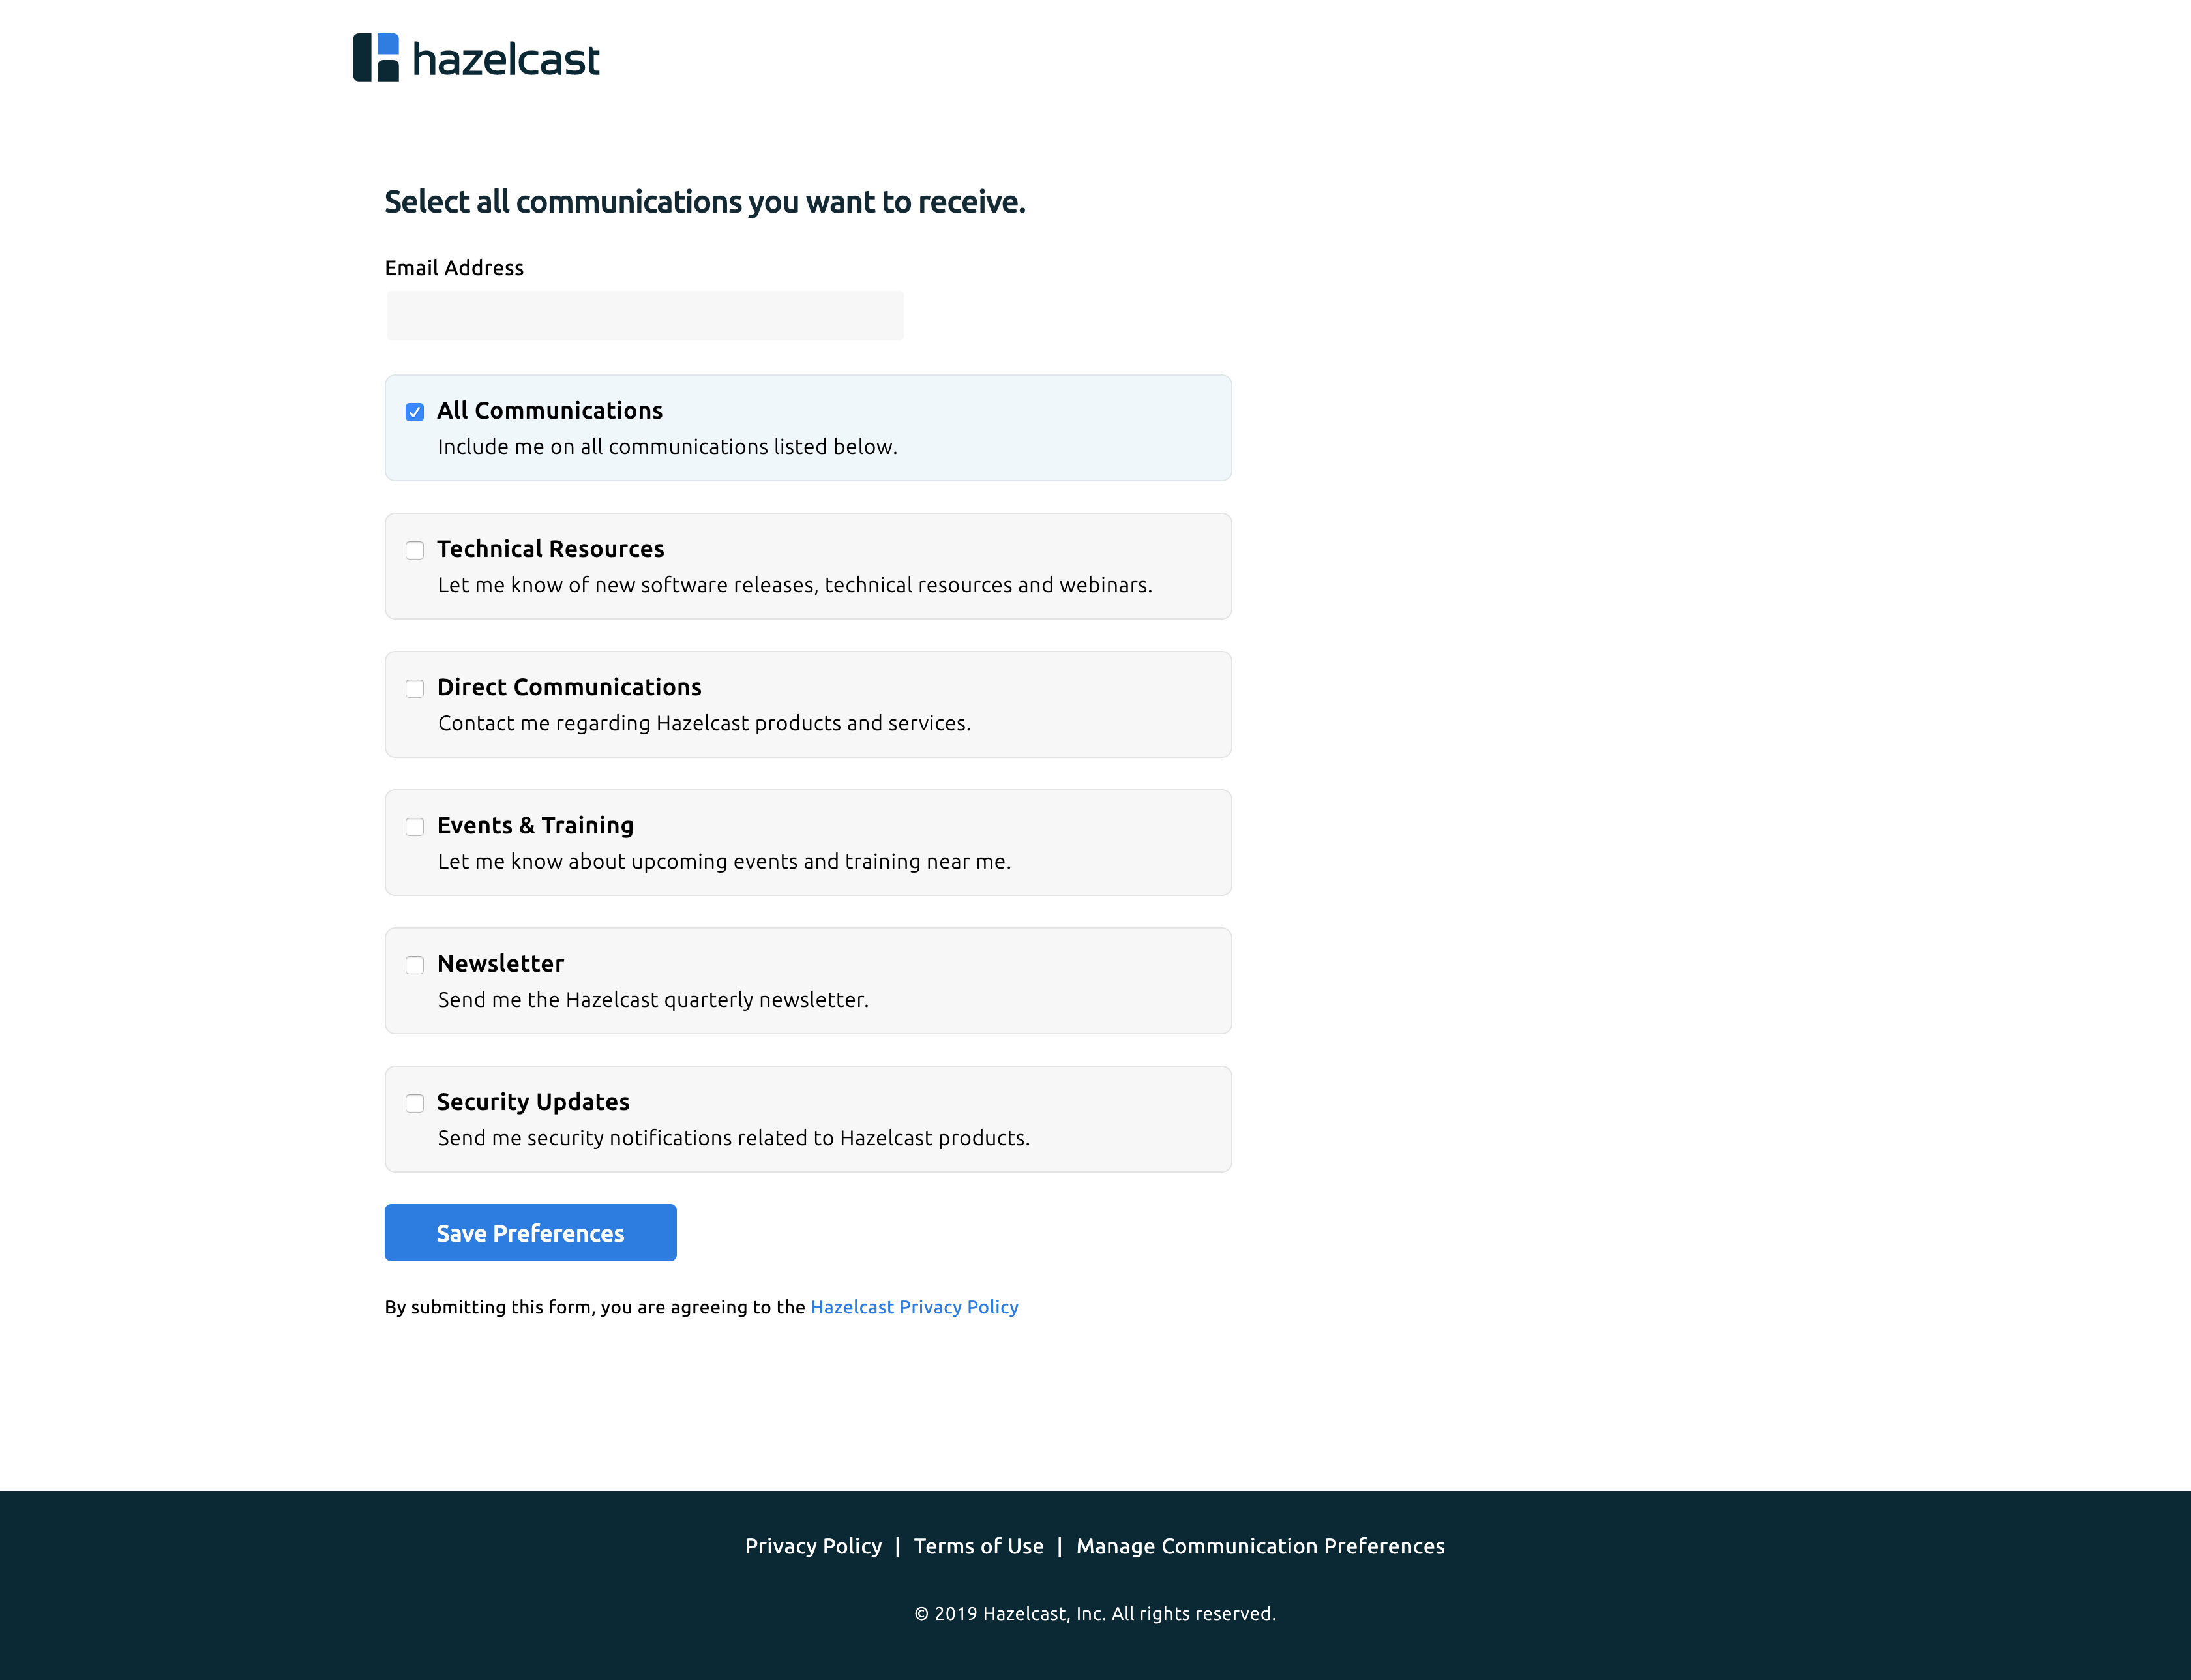 hazelcast
Select all communications you want to receive.
Email Address
All Communications
Include me on all communications listed below.
Technical Resources
Let me know of new software releases, technical resources and webinars.
Direct Communications
Contact me regarding Hazelcast products and services.
Events & Training
Let me know about upcoming events and training near me.
Newsletter
Send me the Hazelcast quarterly newsletter.
Security Updates
Send me security notifications related to Hazelcast products.
Save Preferences
By submitting this form, you are agreeing to the Hazelcast Privacy Policy
Privacy Policy | Terms of Use | Manage Communication Preferences
© 2019 Hazelcast, Inc. All rights reserved.